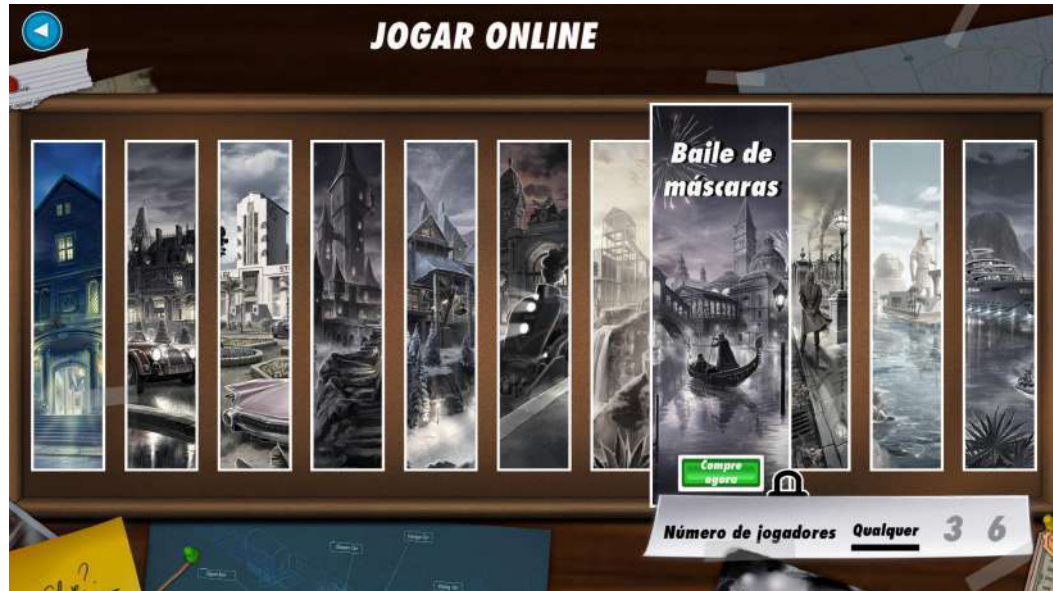 JOGAR ONLINE
Baile de
máscaras
Compre
agora
Número de jogadores Qualquer 3 6